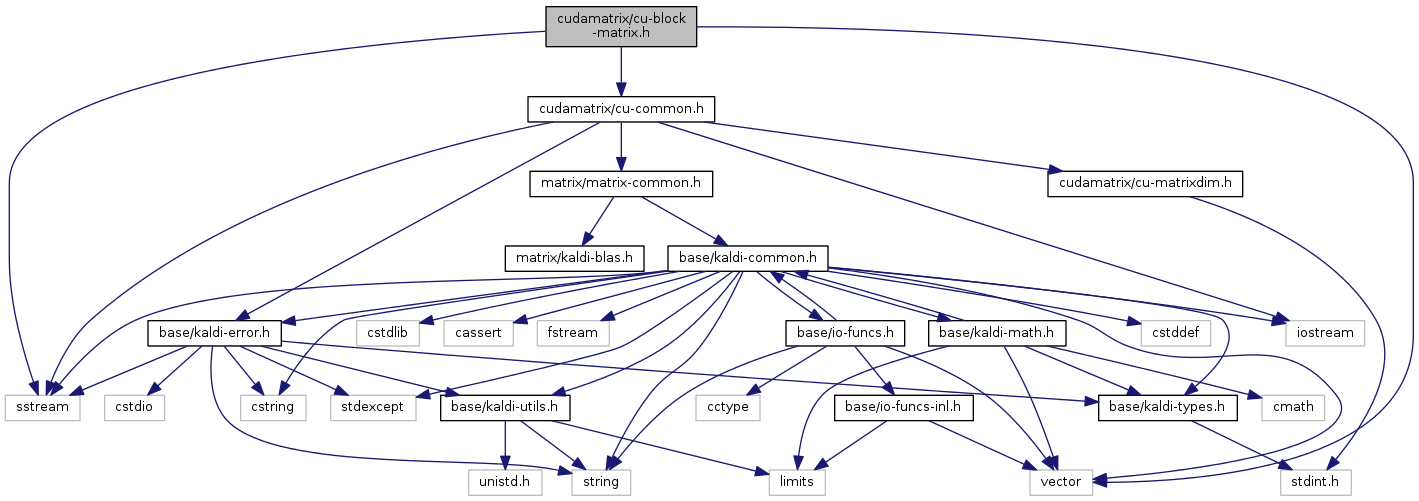 cudamatrix/cu-block
-matrix.h
cudamatrix/cu-common.h
matrix/matrix-common.h
cudamatrix/cu-matrixdim.h
matrix/kaldi-blas.h
base/kaldi-common.h
base/kaldi-error.h
cstdlib
cassert
fstream
base/io-funcs.h
base/kaldi-math.h
cstddef
iostream
sstream
cstdio
cstring
stdexcept
base/kaldi-utils.h
cctype
base/io-funcs-inl.h
base/kaldi-types.h
cmath
unistd.h
string
limits
vector
stdint.h